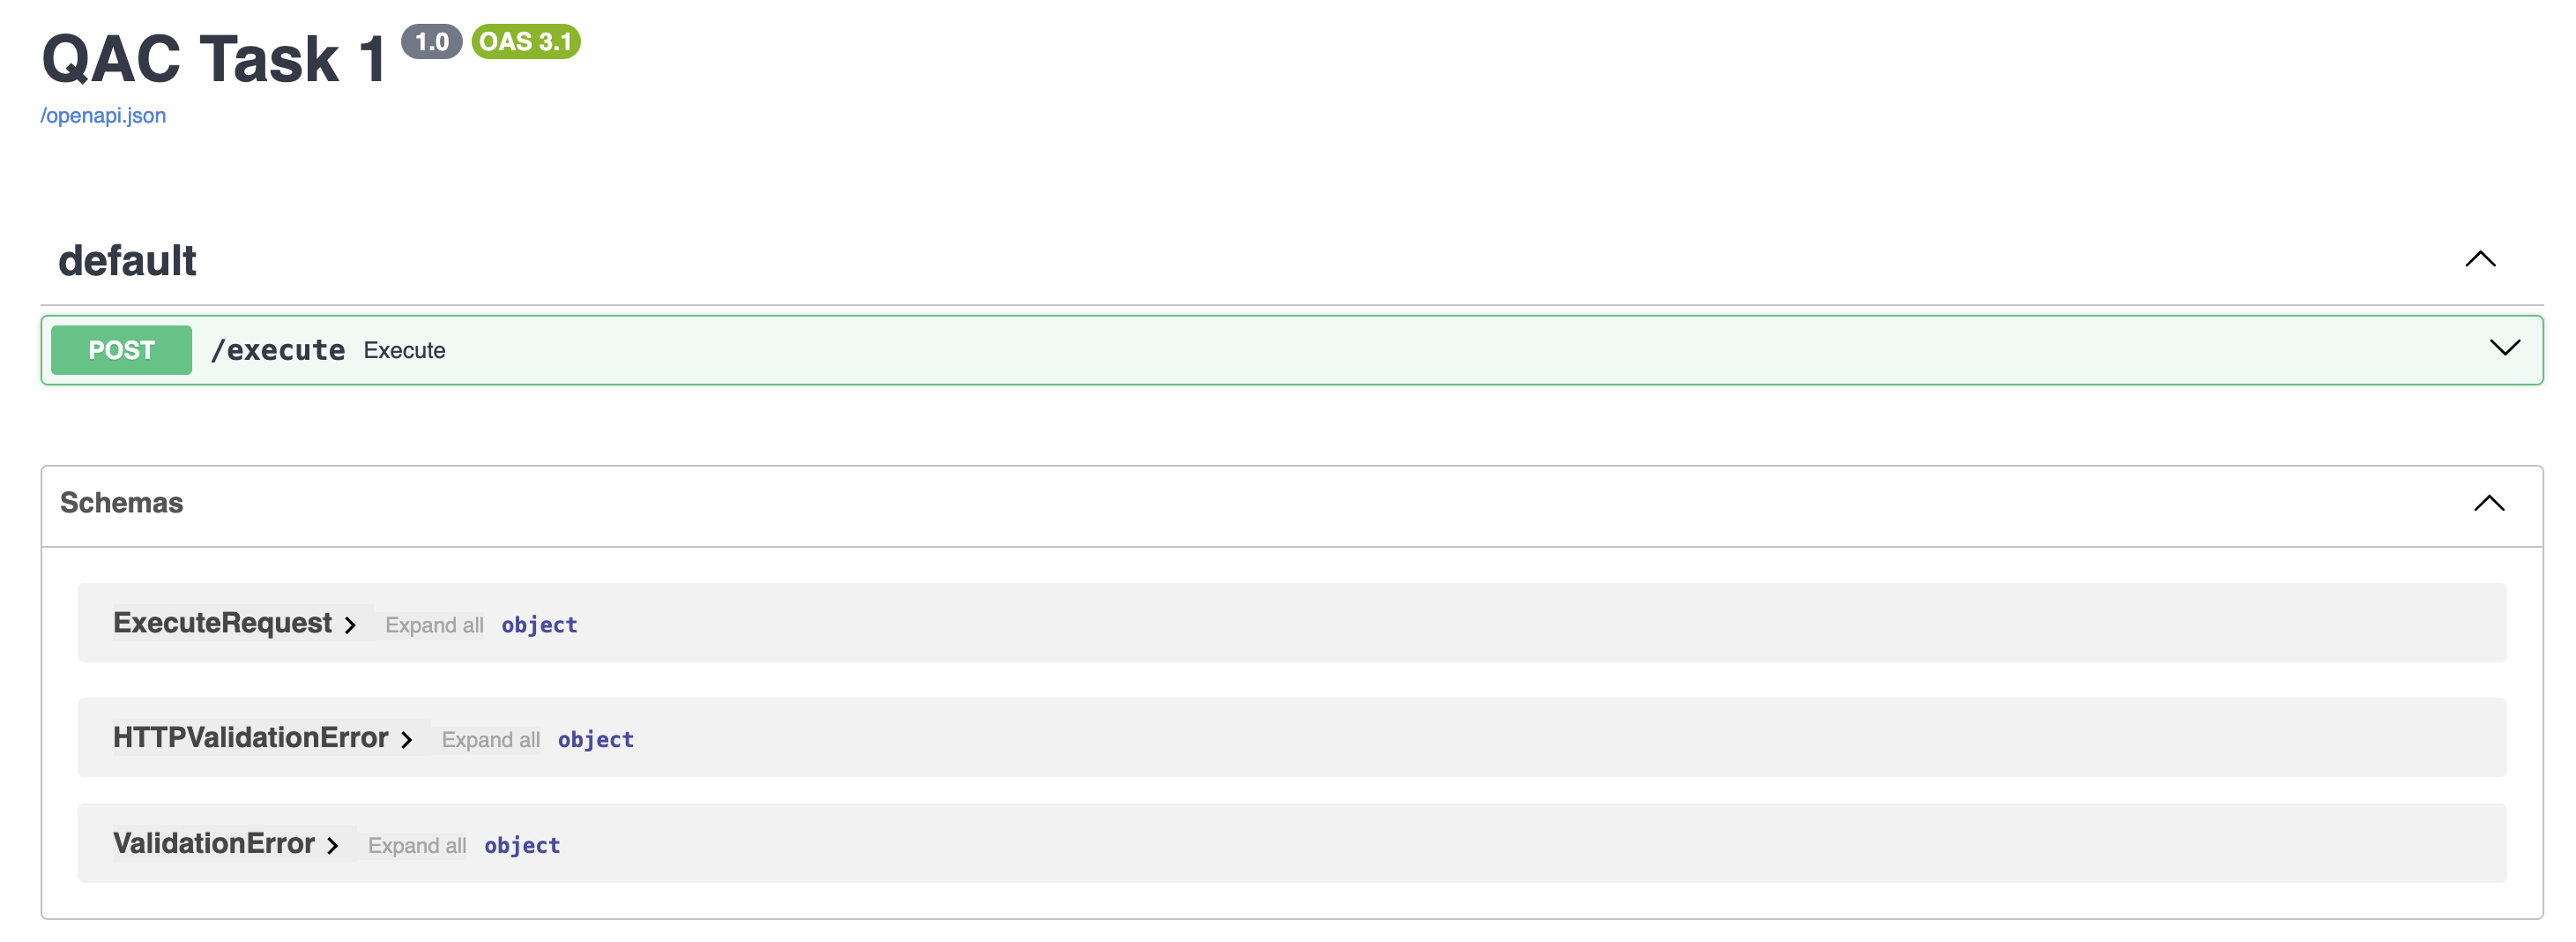 QAC Task 1 1.0 OAS 3.1
/openapi.json
default
POST /execute Execute
Schemas
ExecuteRequest Expand all object
HTTPValidationError Expand all object
ValidationError Expand all object